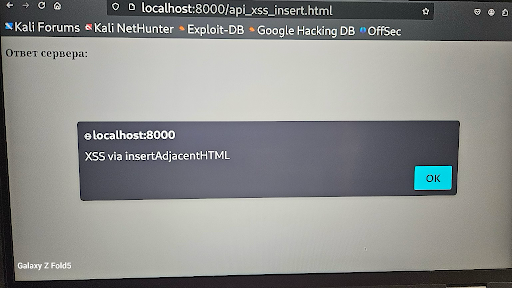 localhost:8000/api_xss_insert.html
Kali Forums Kali NetHunter Exploit-DB Google Hacking DB OffSec
Ответ сервера:
localhost:8000
XSS via insertAdjacentHTML
OK
Galaxy Z Fold5